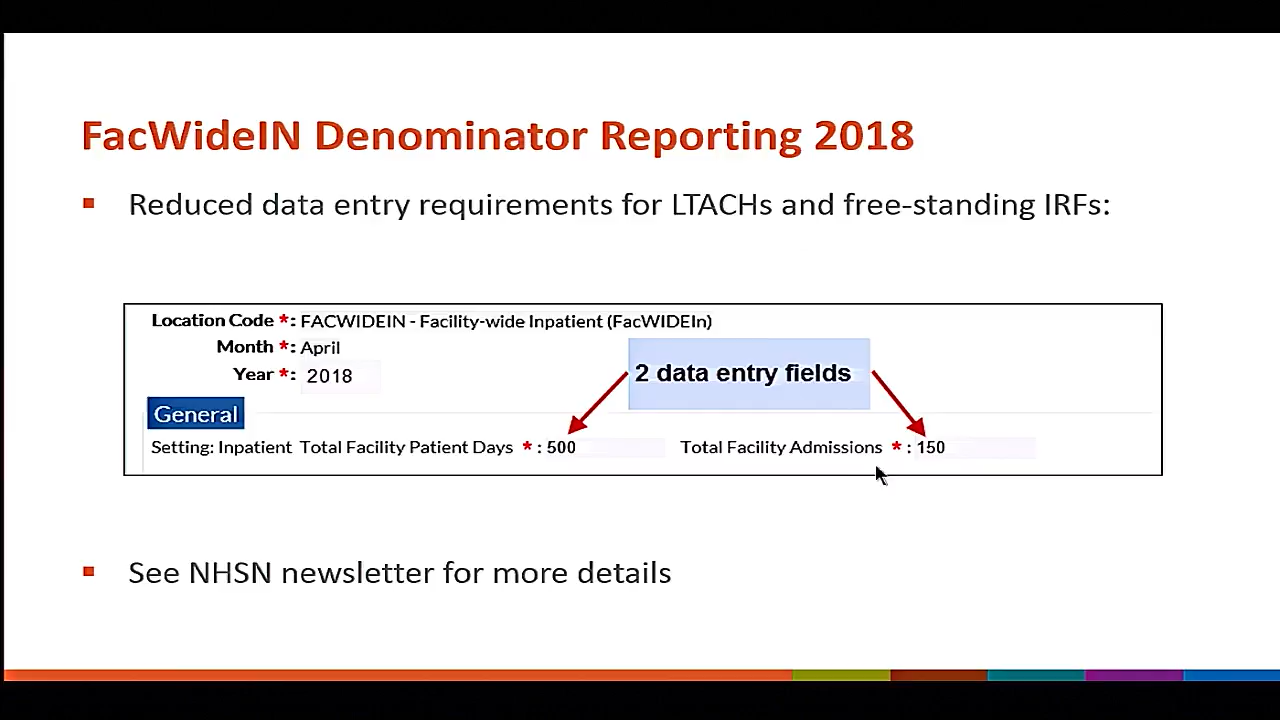 FacWideIN Denominator Reporting 2018
▪ Reduced data entry requirements for LTACHs and free-standing IRFs:
Location Code *: FACWIDEIN - Facility-wide Inpatient (FacWIDEIn)
Month *: April
Year *: 2018
2 data entry fields
General
Setting: Inpatient Total Facility Patient Days *: 500 Total Facility Admissions *: 150
▪ See NHSN newsletter for more details